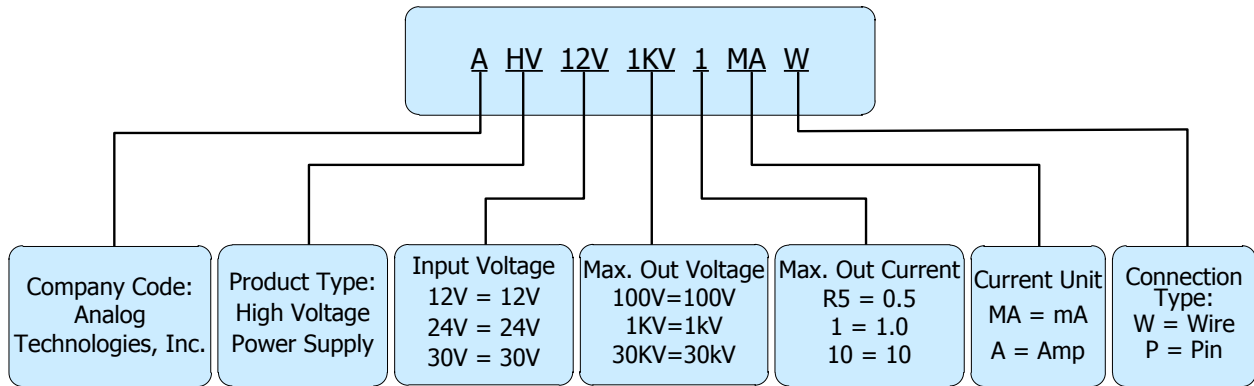 A HV 12V 1KV 1 MA W
Company Code:
Analog
Technologies, Inc.
Product Type:
High Voltage
Power Supply
Input Voltage
12V = 12V
24V = 24V
30V = 30V
Max. Out Voltage
100V=100V
1KV=1kV
30KV=30kV
Max. Out Current
R5 = 0.5
1 = 1.0
10 = 10
Current Unit
MA = mA
A = Amp
Connection
Type:
W = Wire
P = Pin